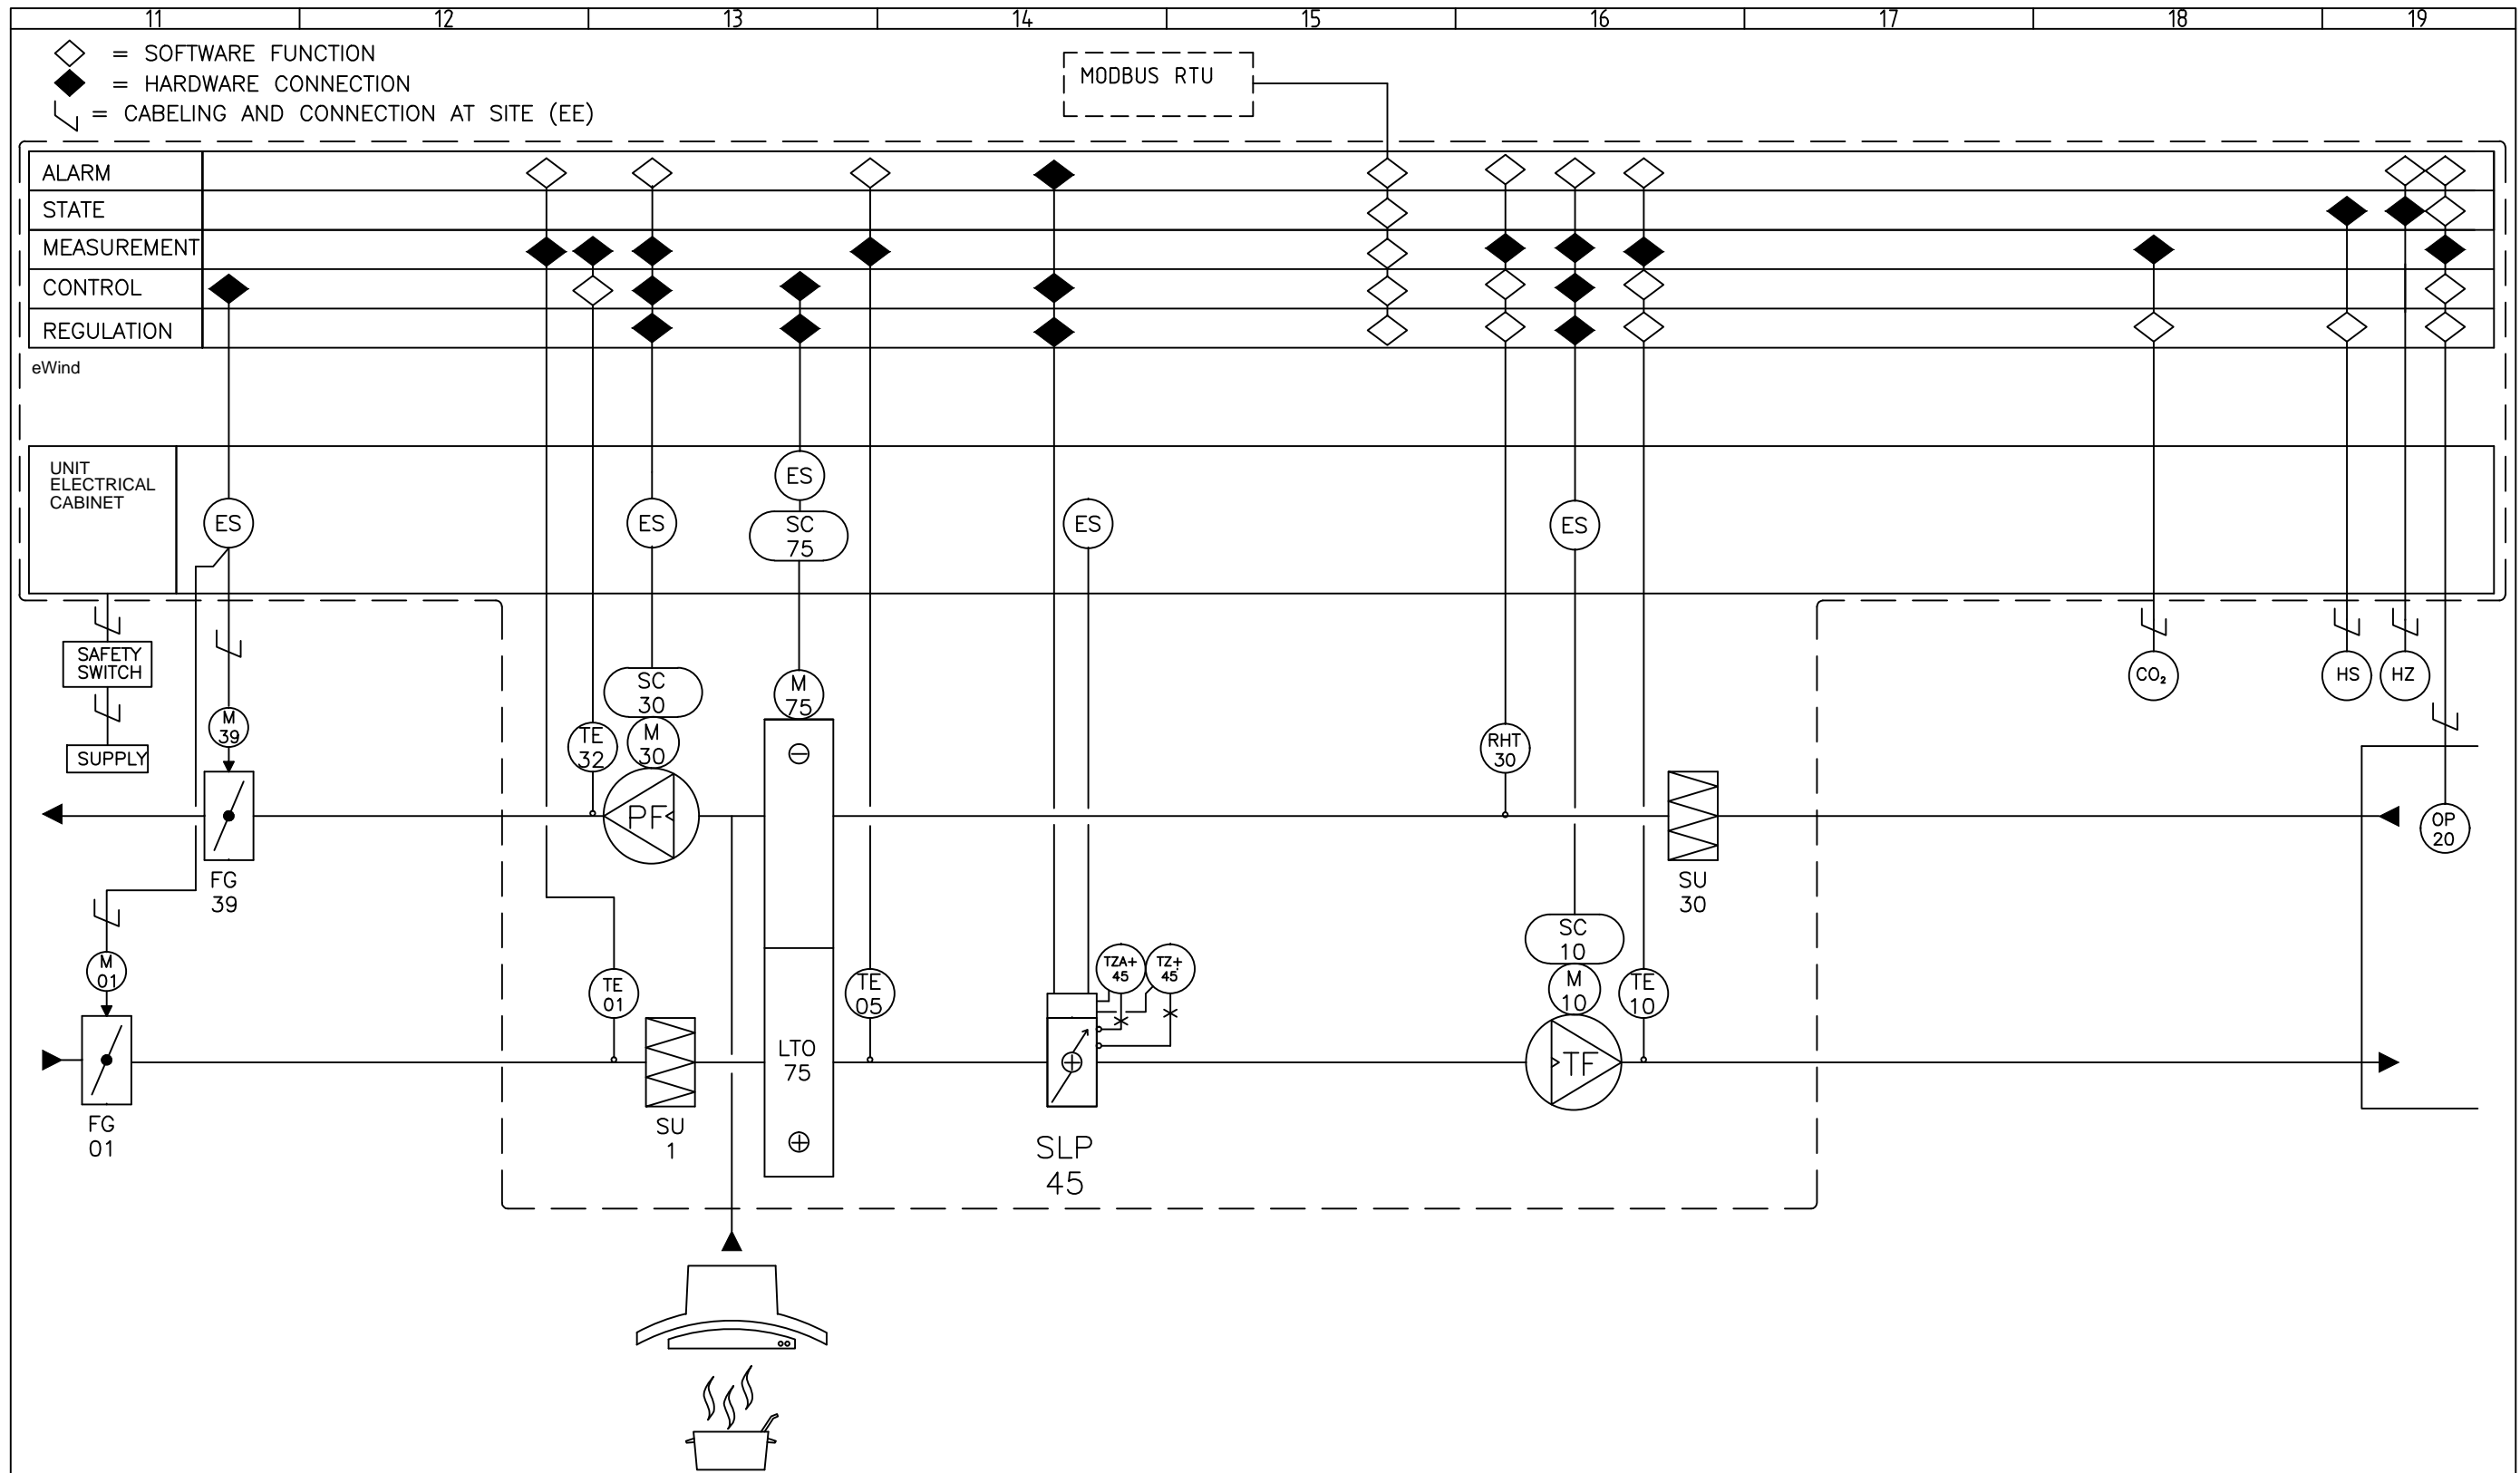 11 12 13 14 15 16 17 18 19
= SOFTWARE FUNCTION
= HARDWARE CONNECTION
= CABELING AND CONNECTION AT SITE (EE)
MODBUS RTU
ALARM
STATE
MEASUREMENT
CONTROL
REGULATION
eWind
UNIT
ELECTRICAL
CABINET
ES
ES
ES
SC
75
ES
ES
SAFETY
SWITCH
SUPPLY
M
39
TE
32
SC
30
M
30
M
75
RHT
30
CO₂
HS
HZ
PF
OP
20
FG
39
SU
30
M
01
TE
01
TE
05
TZA+
45
TZ+
45
SC
10
M
10
TE
10
LTO
75
TF
FG
01
SU
1
SLP
45